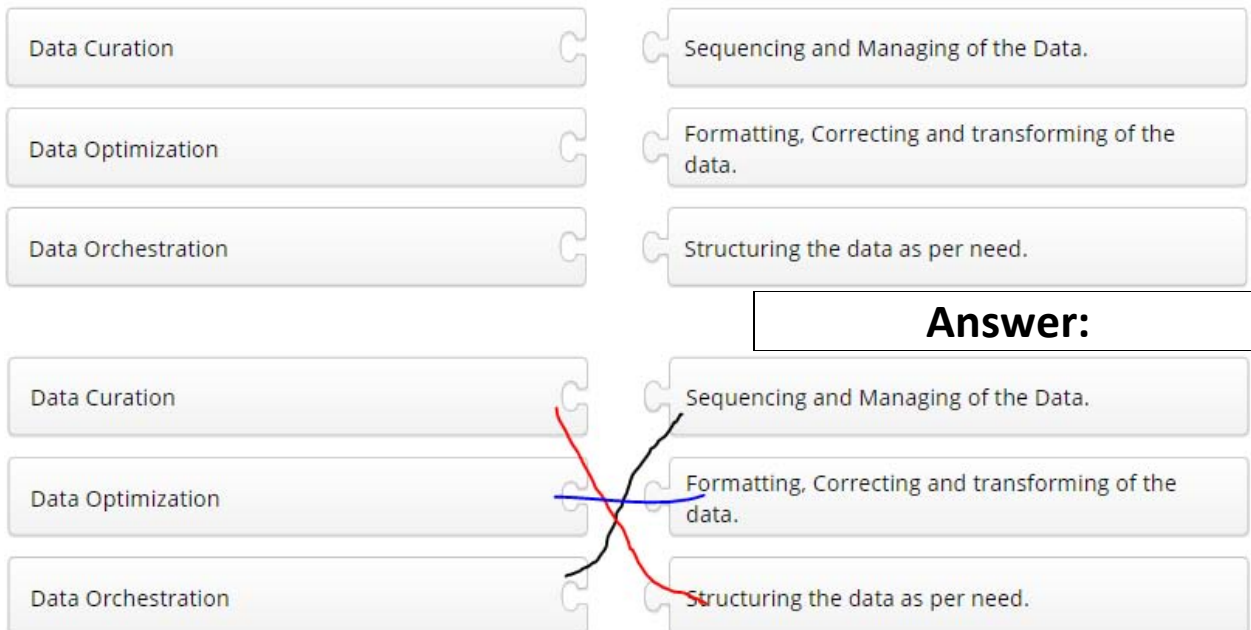 Data Curation
Sequencing and Managing of the Data.
Data Optimization
Formatting, Correcting and transforming of the
data.
Data Orchestration
Structuring the data as per need.
Answer:
Data Curation
Sequencing and Managing of the Data.
Data Optimization
Formatting, Correcting and transforming of the
data.
Data Orchestration
Structuring the data as per need.